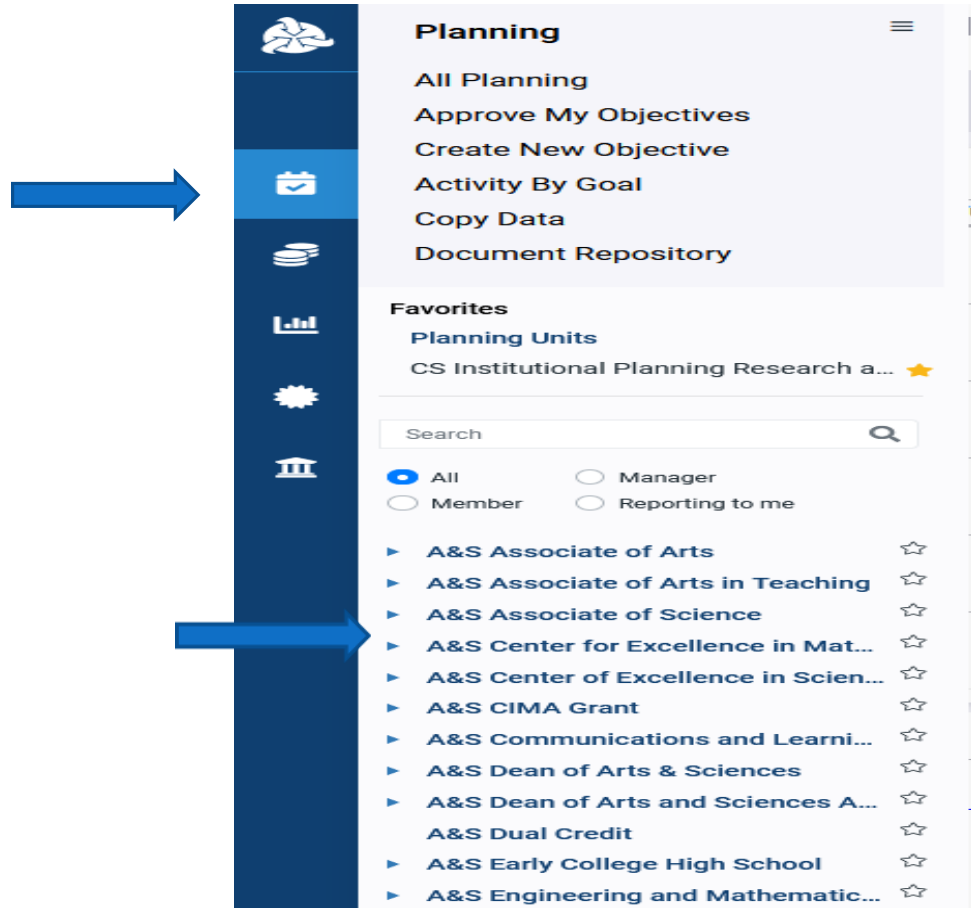 Planning
All Planning
Approve My Objectives
Create New Objective
Activity By Goal
Copy Data
Document Repository
Favorites
Planning Units
CS Institutional Planning Research a...
Search
All Manager
Member Reporting to me
A&S Associate of Arts
A&S Associate of Arts in Teaching
A&S Associate of Science
A&S Center for Excellence in Mat...
A&S Center of Excellence in Scien...
A&S CIMA Grant
A&S Communications and Learni...
A&S Dean of Arts & Sciences
A&S Dean of Arts and Sciences A...
A&S Dual Credit
A&S Early College High School
A&S Engineering and Mathematic...